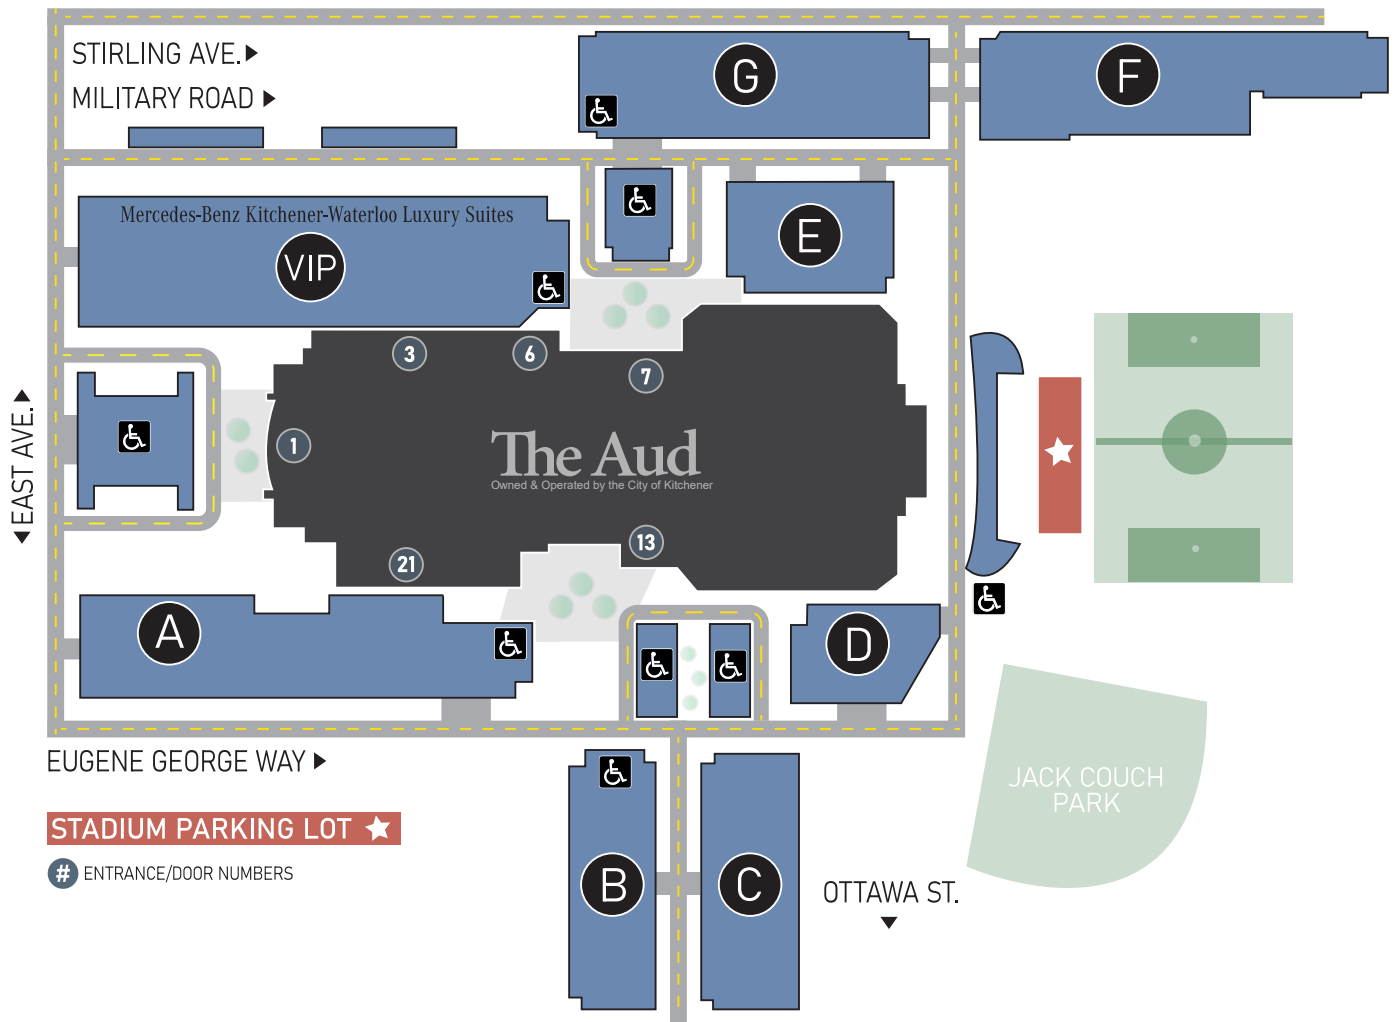 STIRLING AVE.
MILITARY ROAD
G
F
Mercedes-Benz Kitchener-Waterloo Luxury Suites
VIP
E
3
6
7
EAST AVE.
1
The Aud
Owned & Operated by the City of Kitchener
13
21
A
D
EUGENE GEORGE WAY
JACK COUCH
PARK
STADIUM PARKING LOT
# ENTRANCE/DOOR NUMBERS
B
C
OTTAWA ST.